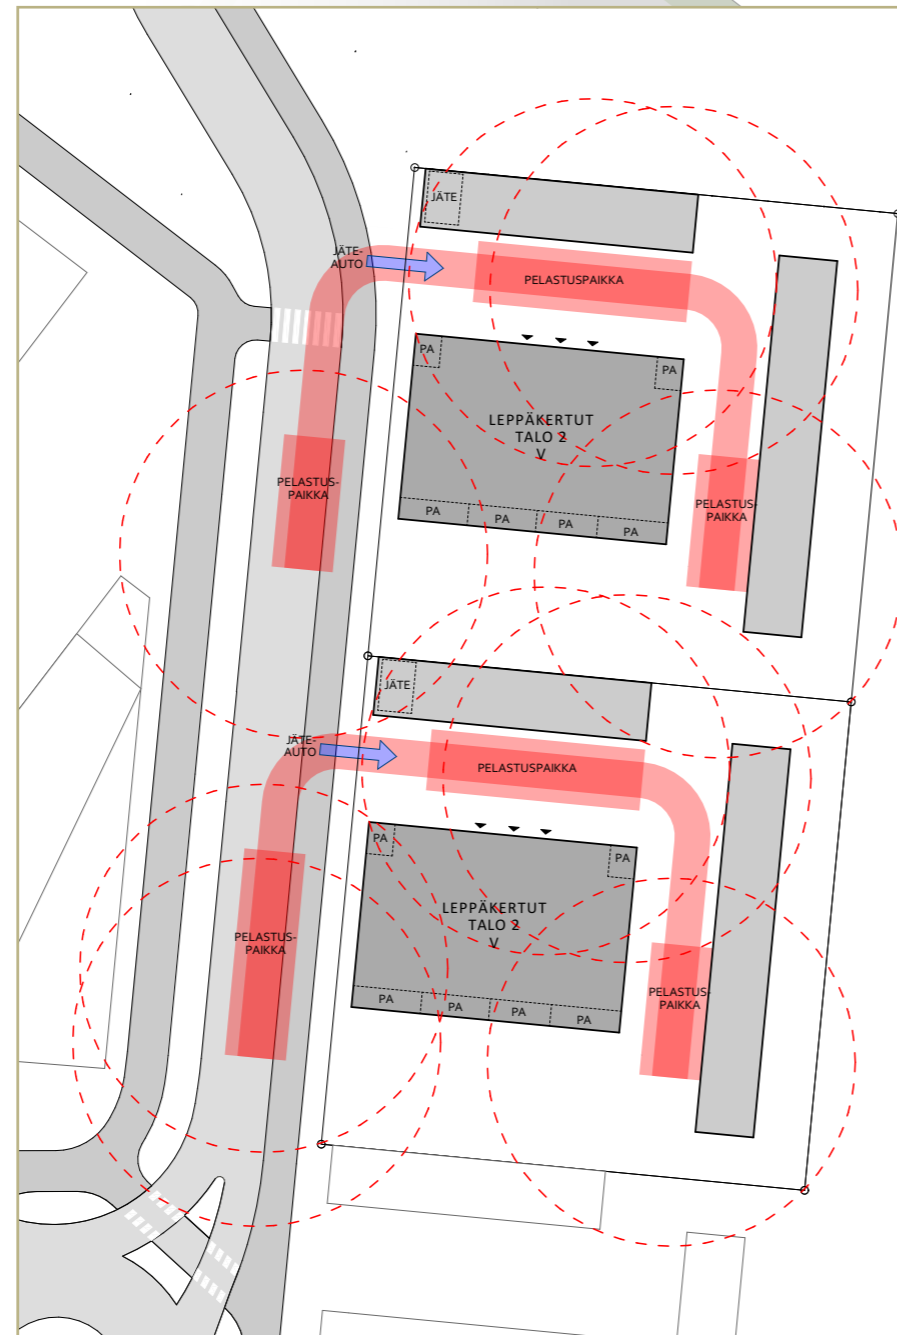 JÄTE
JÄTE-
AUTO
PELASTUSPAIKKA
PA
PA
LEPPÄKERTUT
TALO 2
V
PELASTUS-
PAIKKA
PELASTUS-
PAIKKA
PA
PA
PA
PA
JÄTE
JÄTE-
AUTO
PELASTUSPAIKKA
PA
PA
LEPPÄKERTUT
TALO 2
V
PELASTUS-
PAIKKA
PELASTUS-
PAIKKA
PA
PA
PA
PA